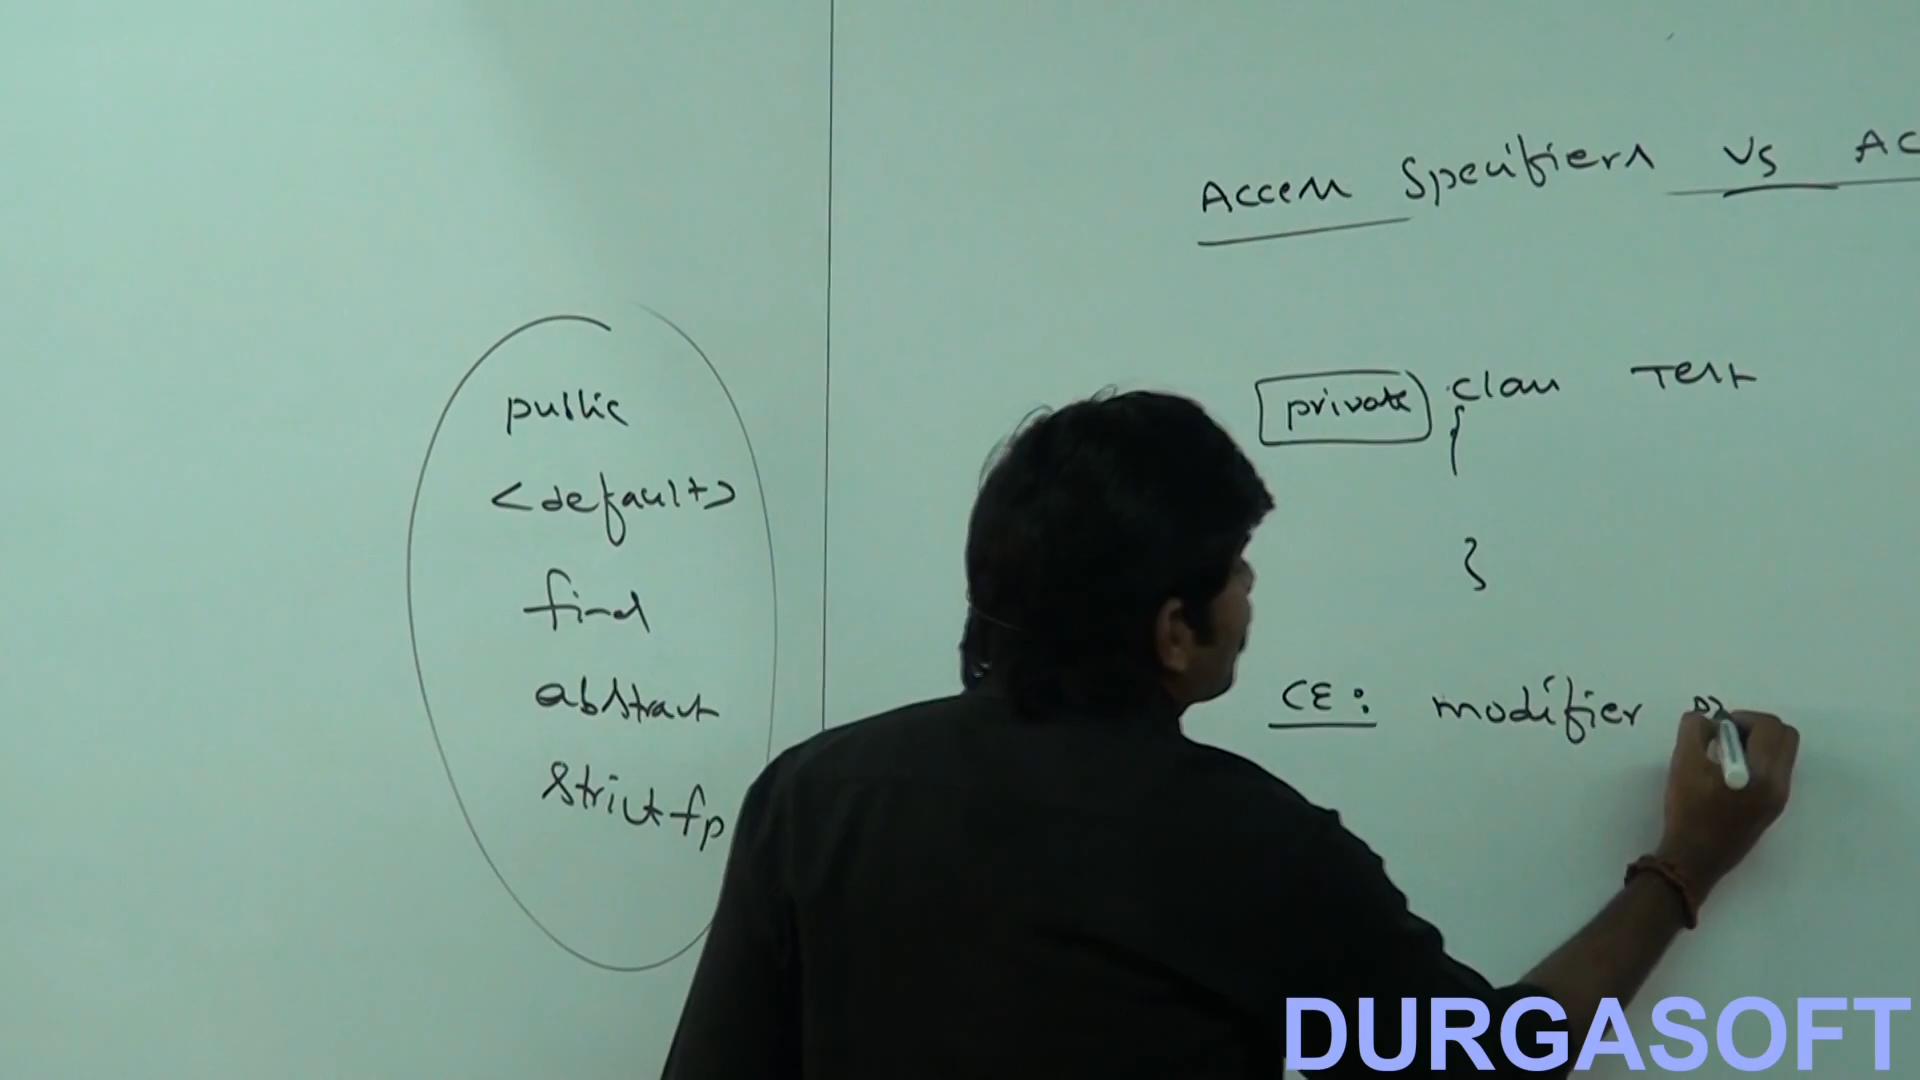 Access Specifiers vs AC
public
<default>
final
abstract
strictfp
private class Test
{
}
CE: modifier
DURGASOFT